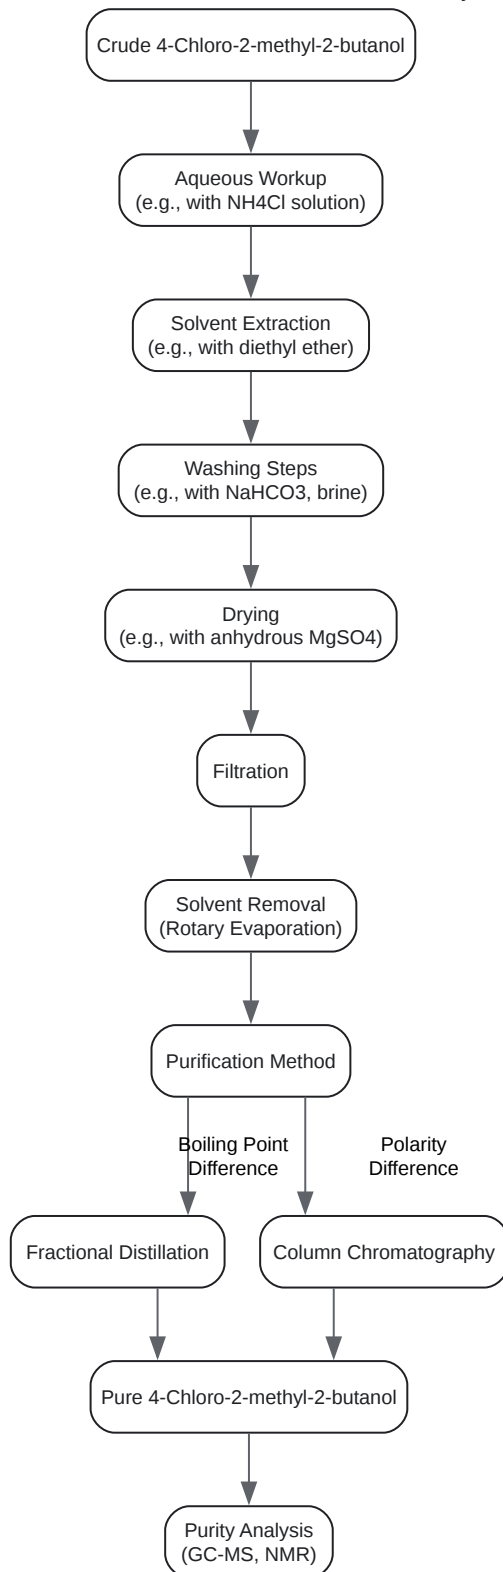 Crude 4-Chloro-2-methyl-2-butanol
Aqueous Workup
(e.g., with NH4Cl solution)
Solvent Extraction
(e.g., with diethyl ether)
Washing Steps
(e.g., with NaHCO3, brine)
Drying
(e.g., with anhydrous MgSO4)
Filtration
Solvent Removal
(Rotary Evaporation)
Purification Method
Boiling Point
Difference
Polarity
Difference
Fractional Distillation
Column Chromatography
Pure 4-Chloro-2-methyl-2-butanol
Purity Analysis
(GC-MS, NMR)